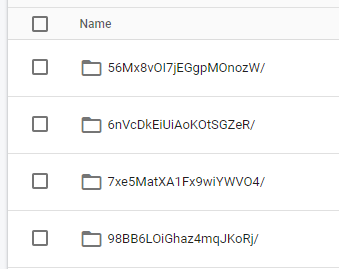 Name
56Mx8vOI7jEGgpMOnozW/
6nVcDkEiUiAoKOtSGZeR/
7xe5MatXA1Fx9wiYWVO4/
98BB6LOiGhaz4mqJKoRj/